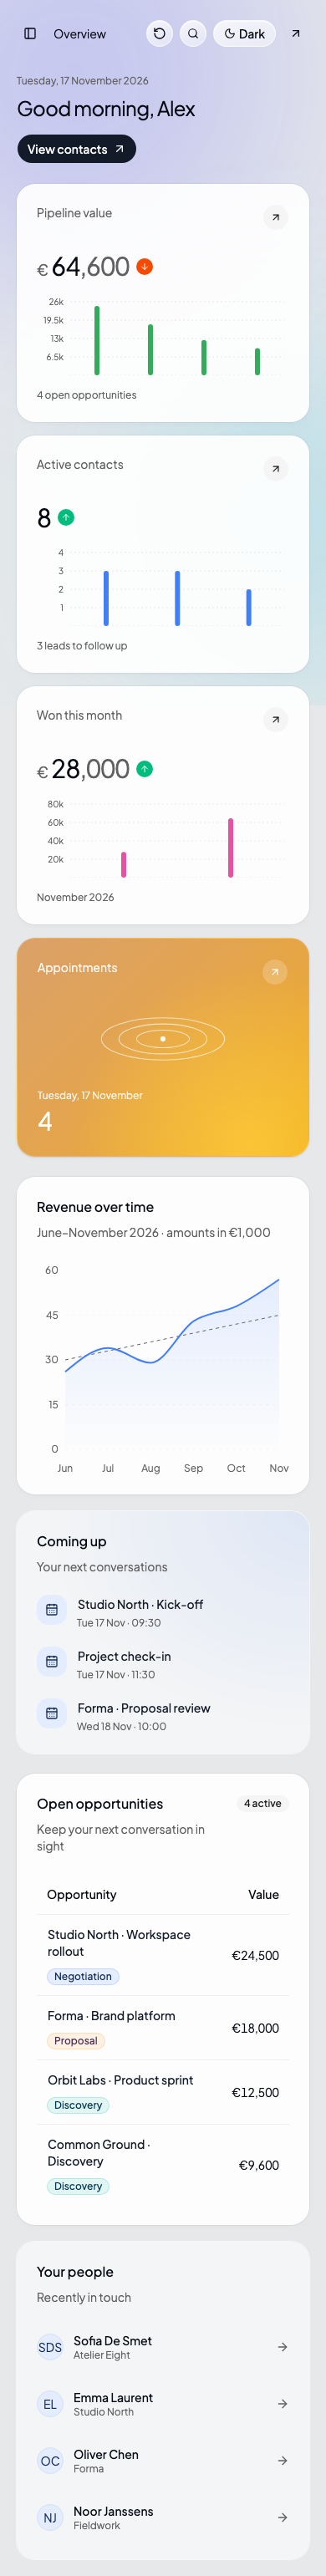 Overview
Dark
Tuesday, 17 November 2026
Good morning, Alex
View contacts
Pipeline value
€ 64,600
26k
19.5k
13k
6.5k
4 open opportunities
Active contacts
8
4
3
2
1
3 leads to follow up
Won this month
€ 28,000
80k
60k
40k
20k
November 2026
Appointments
Tuesday, 17 November
4
Revenue over time
June–November 2026 · amounts in €1,000
60
45
30
15
0
Jun Jul Aug Sep Oct Nov
Coming up
Your next conversations
Studio North · Kick-off
Tue 17 Nov · 09:30
Project check-in
Tue 17 Nov · 11:30
Forma · Proposal review
Wed 18 Nov · 10:00
Open opportunities
4 active
Keep your next conversation in
sight
Opportunity Value
Studio North · Workspace
rollout
€24,500
Negotiation
Forma · Brand platform
€18,000
Proposal
Orbit Labs · Product sprint
€12,500
Discovery
Common Ground ·
Discovery
€9,600
Discovery
Your people
Recently in touch
SDS
Sofia De Smet
Atelier Eight
EL
Emma Laurent
Studio North
OC
Oliver Chen
Forma
NJ
Noor Janssens
Fieldwork